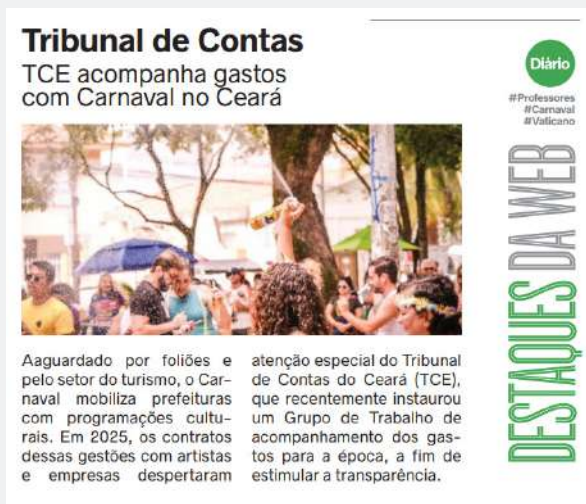 Tribunal de Contas
TCE acompanha gastos
com Carnaval no Ceará
Aaguardado por foliões e
pelo setor do turismo, o Car-
naval mobiliza prefeituras
com programações cultu-
rais. Em 2025, os contratos
dessas gestões com artistas
e empresas despertaram
atenção especial do Tribunal
de Contas do Ceará (TCE),
que recentemente instaurou
um Grupo de Trabalho de
acompanhamento dos gas-
tos para a época, a fim de
estimular a transparência.
Diário
#Professores
#Carnaval
#Vaticano
DESTAQUES DA WEB